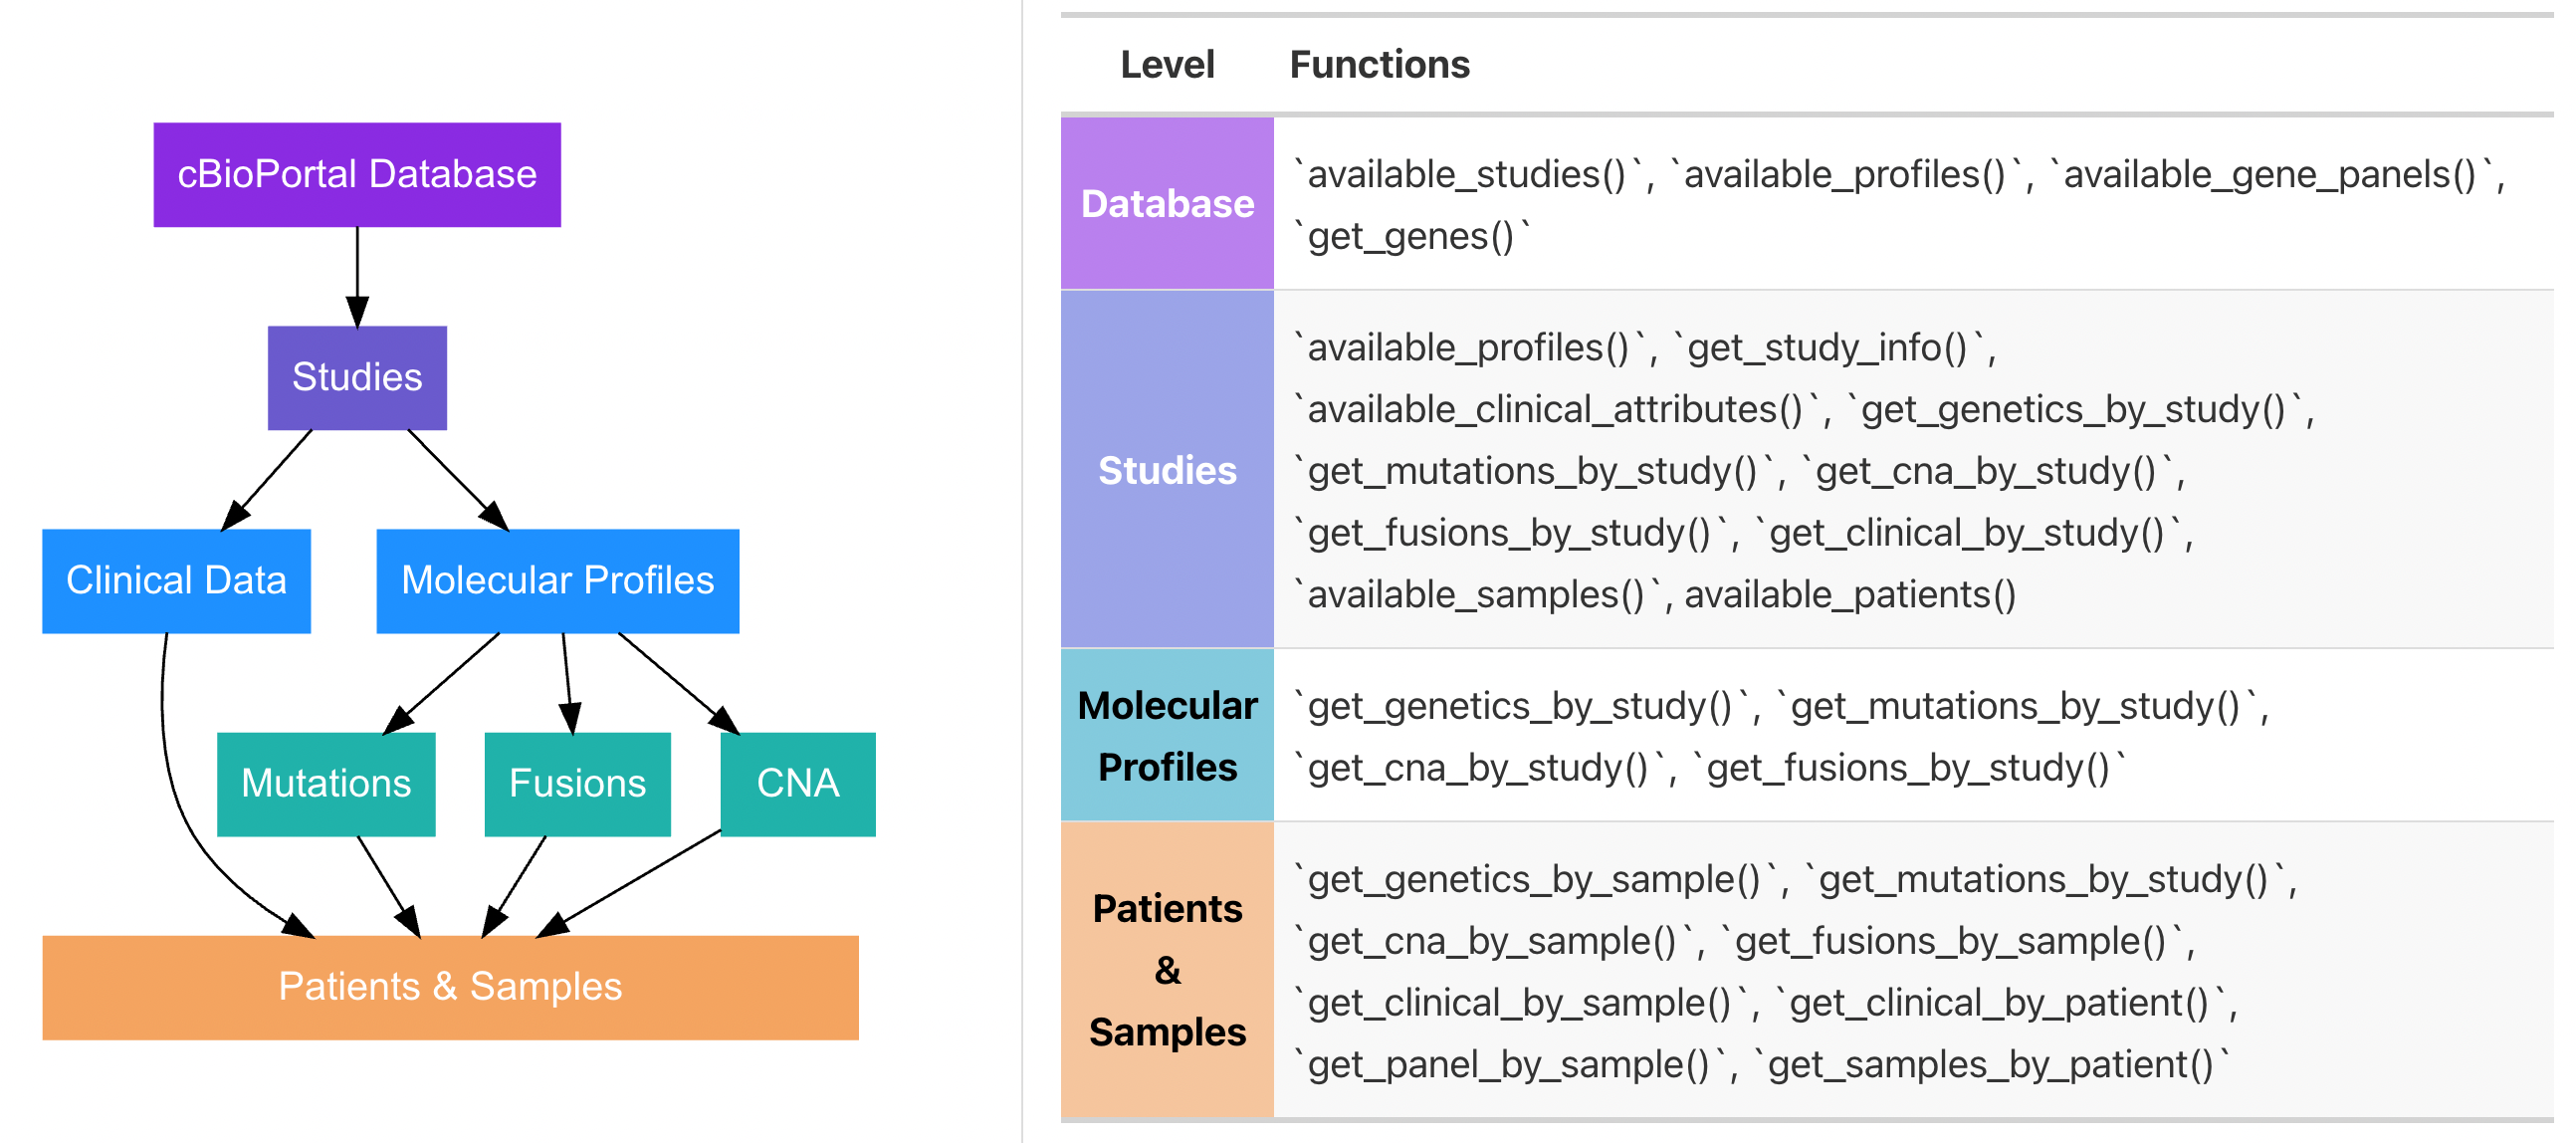 cBioPortal Database
Studies
Clinical Data
Molecular Profiles
Mutations
Fusions
CNA
Patients & Samples
Level
Functions
Database
`available_studies()`, `available_profiles()`, `available_gene_panels()`,
`get_genes()`
Studies
`available_profiles()`, `get_study_info()`,
`available_clinical_attributes()`, `get_genetics_by_study()`,
`get_mutations_by_study()`, `get_cna_by_study()`,
`get_fusions_by_study()`, `get_clinical_by_study()`,
`available_samples()`, available_patients()
Molecular
Profiles
`get_genetics_by_study()`, `get_mutations_by_study()`,
`get_cna_by_study()`, `get_fusions_by_study()`
Patients
&
Samples
`get_genetics_by_sample()`, `get_mutations_by_study()`,
`get_cna_by_sample()`, `get_fusions_by_sample()`,
`get_clinical_by_sample()`, `get_clinical_by_patient()`,
`get_panel_by_sample()`, `get_samples_by_patient()`